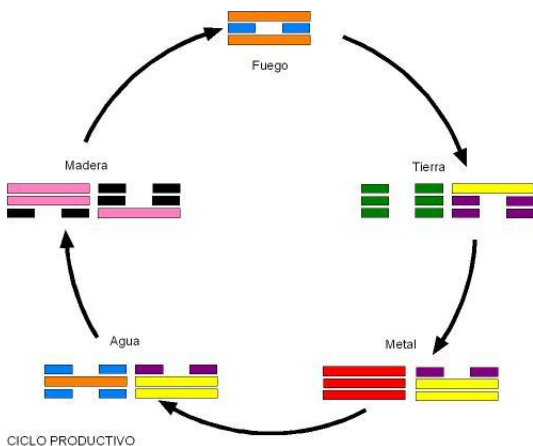 Fuego
Madera
Tierra
Agua
Metal
CICLO PRODUCTIVO